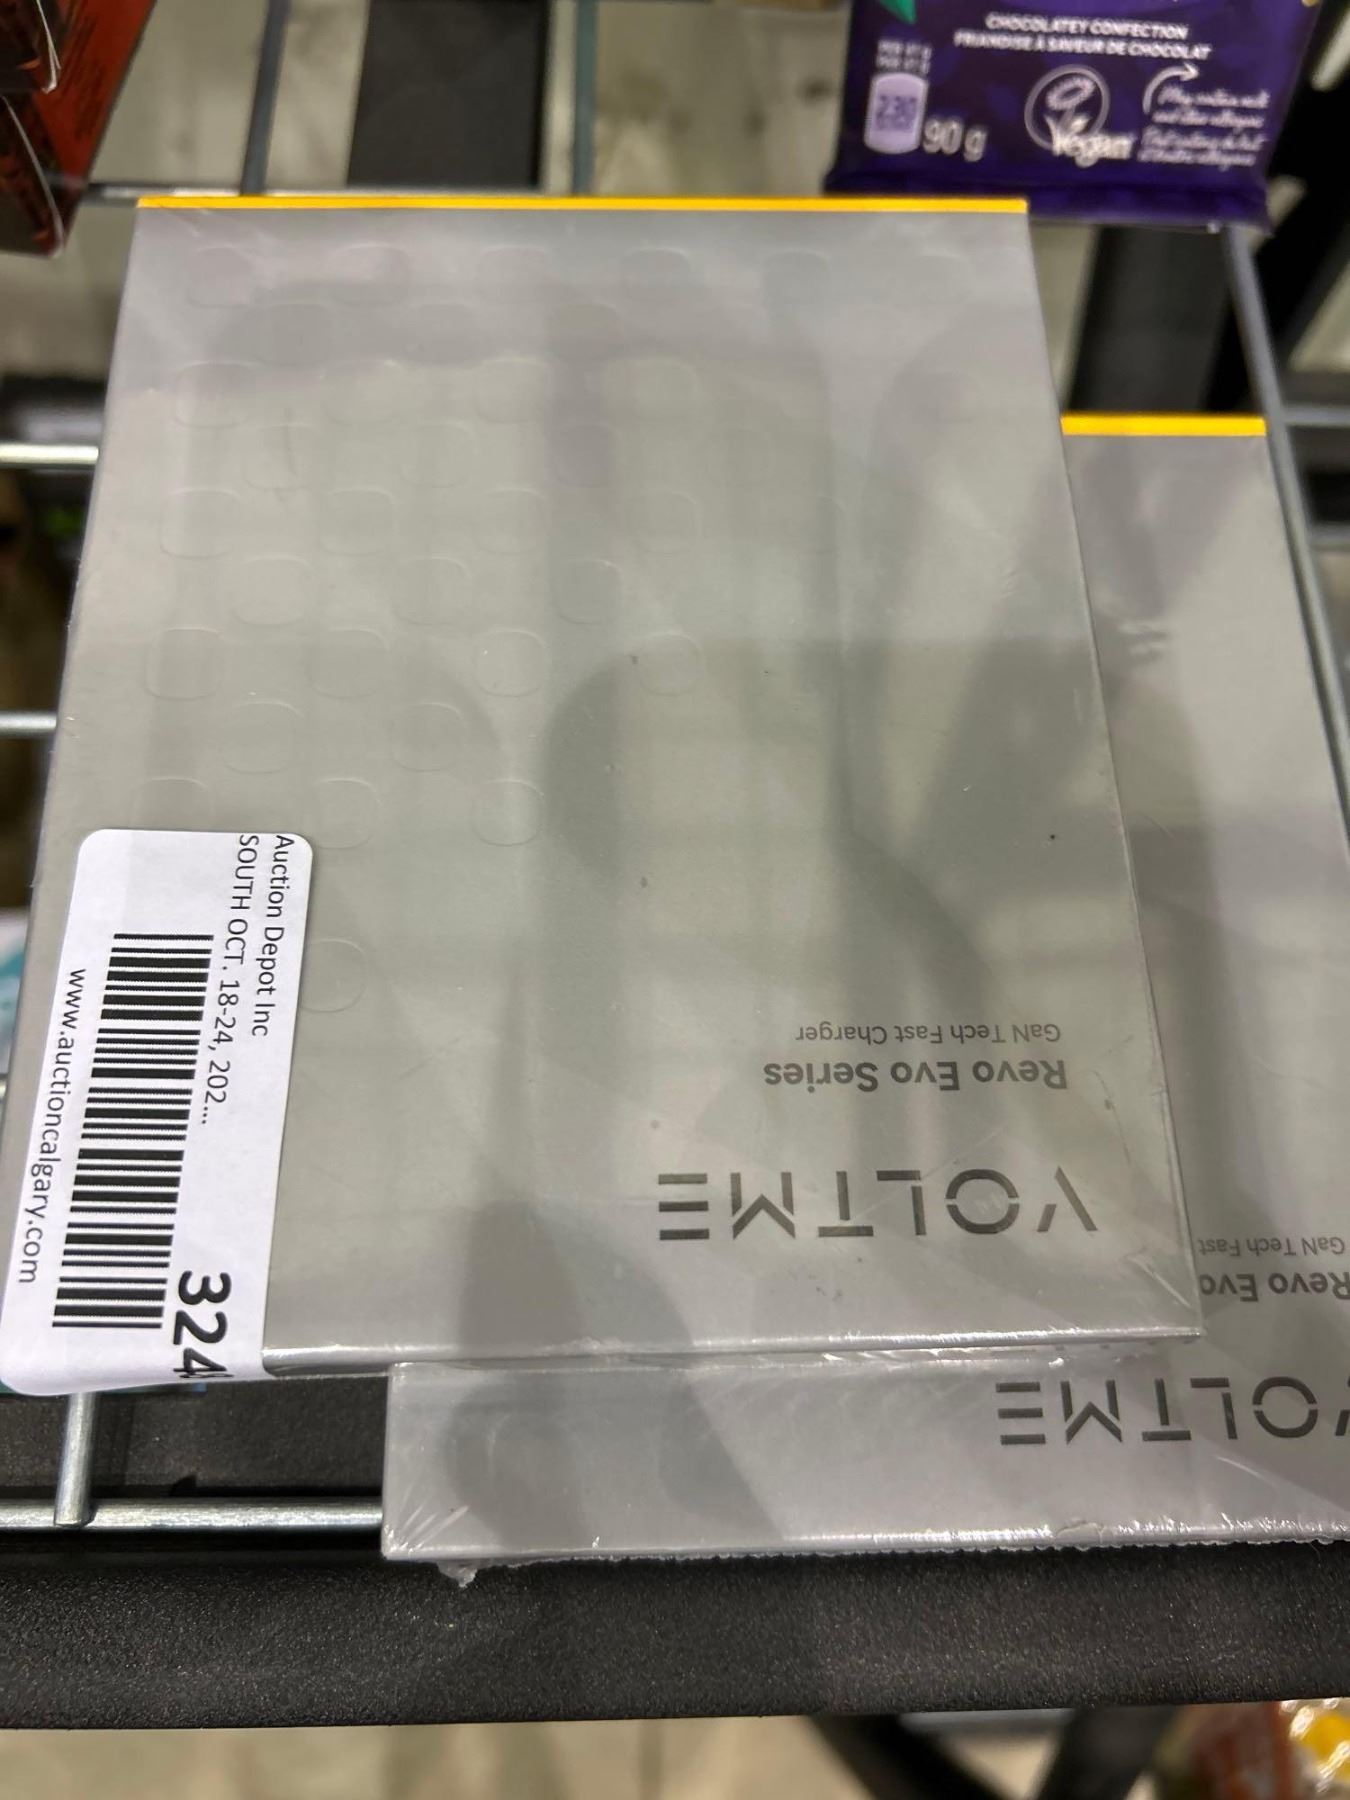 CHOCOLATEY CONFECTION
FRIANDISE À SAVEUR DE CHOCOLAT
230
90 g
Vegan
Auction Depot Inc
SOUTH OCT. 18-24, 202...
324
www.auctioncalgary.com
VOLTME
Revo Evo Series
GaN Tech Fast Charger
VOLTME
Revo Evo
GaN Tech Fast